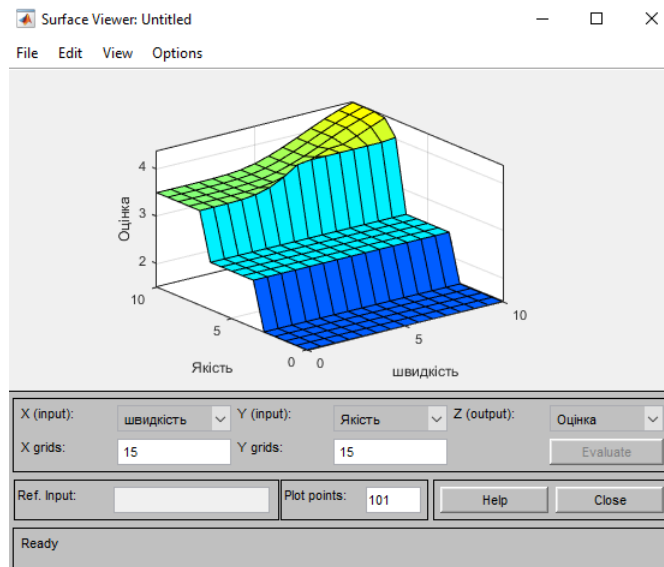 Surface Viewer: Untitled
File Edit View Options
4
3
2
Оцінка
10
5
0
Якість
0
5
10
швидкість
X (input): швидкість Y (input): Якість Z (output): Оцінка
X grids: 15 Y grids: 15 Evaluate
Ref. Input: Plot points: 101 Help Close
Ready